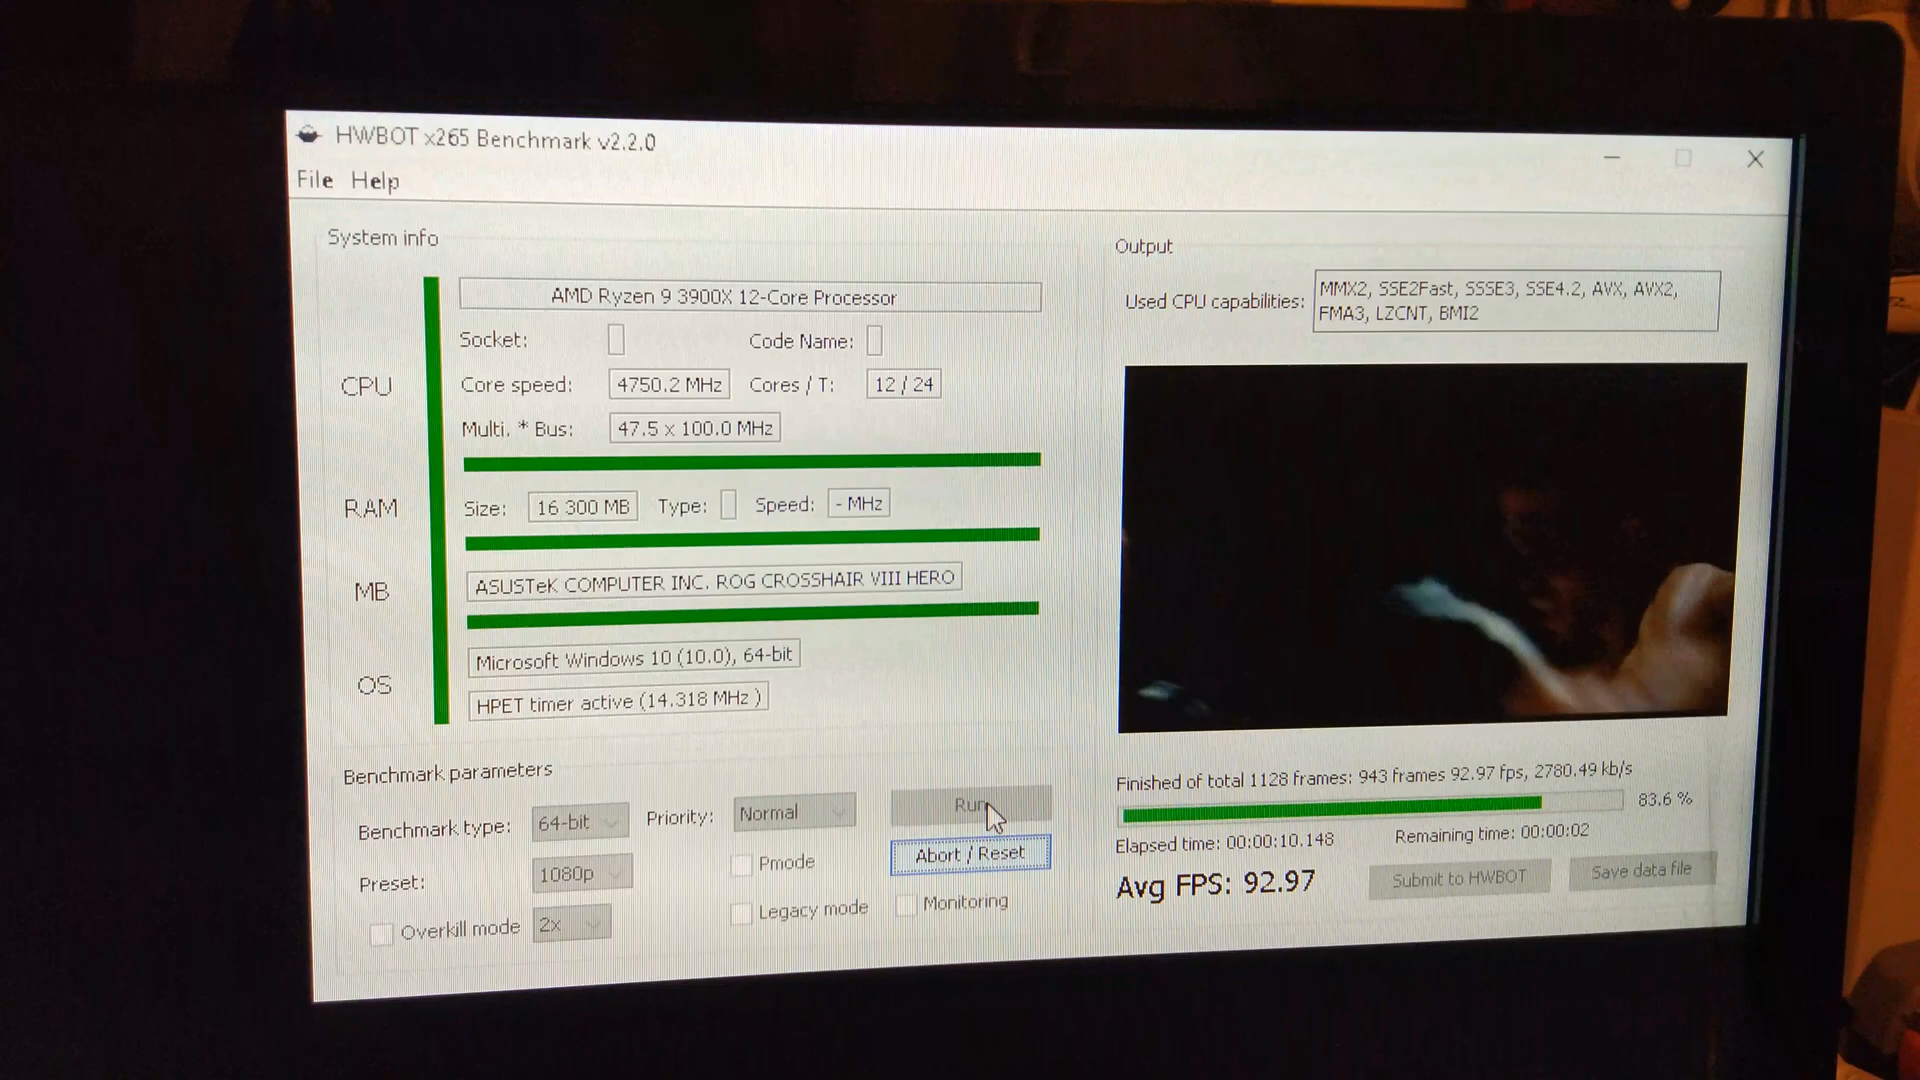 HWBOT x265 Benchmark v2.2.0
File Help
System info
CPU
AMD Ryzen 9 3900X 12-Core Processor
Socket: Code Name:
Core speed: 4750.2 MHz Cores / T: 12 / 24
Multi. * Bus: 47.5 x 100.0 MHz
RAM Size: 16 300 MB Type: Speed: - MHz
MB ASUSTeK COMPUTER INC. ROG CROSSHAIR VIII HERO
OS Microsoft Windows 10 (10.0), 64-bit
HPET timer active (14.318 MHz )
Benchmark parameters
Benchmark type: 64-bit Priority: Normal Run
Preset: 1080p Pmode Abort / Reset
Overkill mode 2x Legacy mode Monitoring
Output
Used CPU capabilities: MMX2, SSE2Fast, SSSE3, SSE4.2, AVX, AVX2,
FMA3, LZCNT, BMI2
Finished of total 1128 frames: 943 frames 92.97 fps, 2780.49 kb/s
83.6 %
Elapsed time: 00:00:10.148 Remaining time: 00:00:02
Avg FPS: 92.97 Submit to HWBOT Save data file